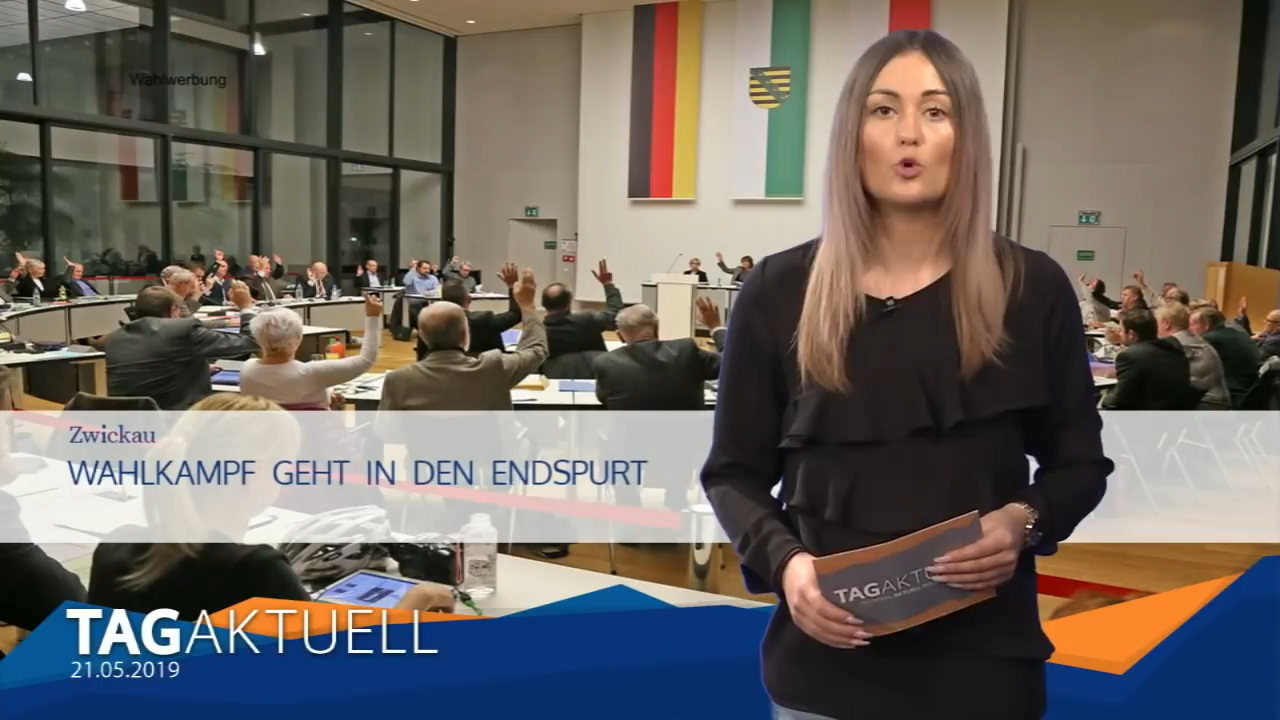 Wahlwerbung
Zwickau
WAHLKAMPF GEHT IN DEN ENDSPURT
TAGAKTU
TAGAKTUELL
21.05.2019